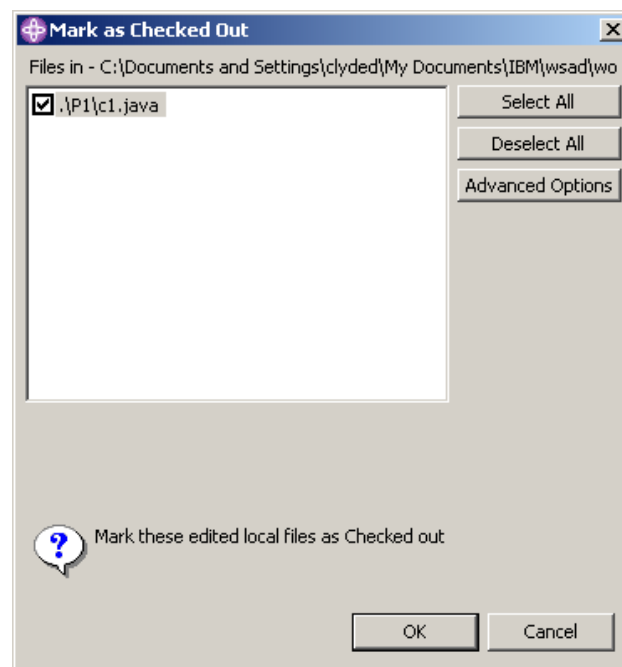 Mark as Checked Out
Files in - C:\Documents and Settings\clyded\My Documents\IBM\wsad\wo
.\P1\c1.java
Select All
Deselect All
Advanced Options
Mark these edited local files as Checked out
OK
Cancel